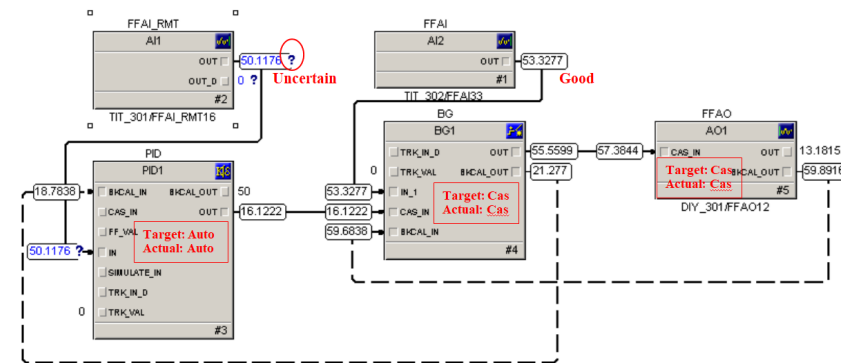 FFAI_RMT
AI1
OUT
50.1176 ?
OUT_D
0 ?
Uncertain
#2
TIT_301/FFAI_RMT16
FFAI
AI2
OUT
53.3277
#1
Good
TIT_302/FFAI33
PID
PID1
18.7838
BKCAL_IN
BKCAL_OUT
50
CAS_IN
OUT
16.1222
FF_VAL
Target: Auto
Actual: Auto
50.1176 ?
IN
SIMULATE_IN
TRK_IN_D
0
TRK_VAL
#3
BG
BG1
TRK_IN_D
OUT
55.5599
0
TRK_VAL
BKCAL_OUT
21.277
53.3277
IN_1
16.1222
CAS_IN
Target: Cas
Actual: Cas
59.6838
BKCAL_IN
#4
FFAO
AO1
57.3844
CAS_IN
OUT
13.1815
Target: Cas
BKCAL_OUT
59.8916
Actual: Cas
#5
DIY_301/FFAO12